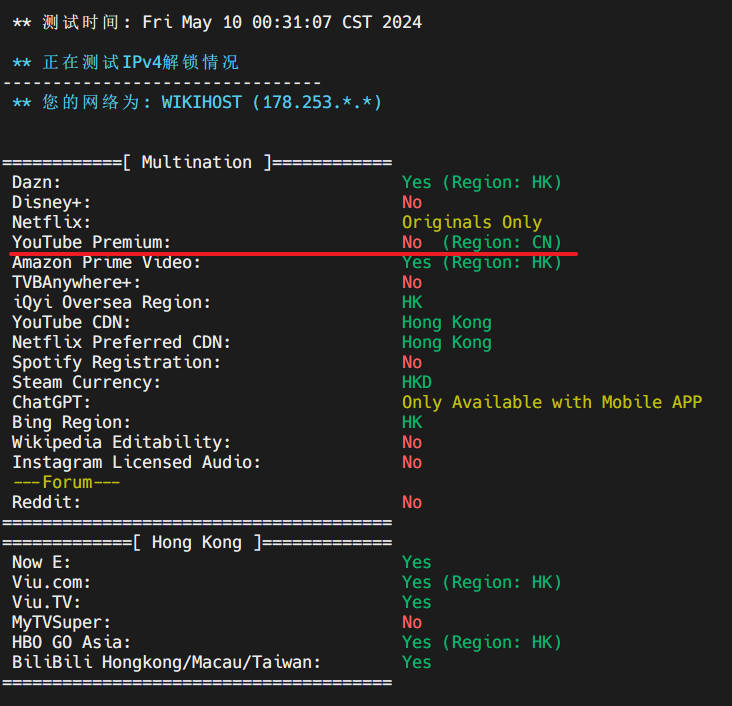 ** 测试时间: Fri May 10 00:31:07 CST 2024
** 正在测试IPv4解锁情况
--------------------------------
** 您的网络为: WIKIHOST (178.253.*.*)
============[ Multination ]============
Dazn: Yes (Region: HK)
Disney+: No
Netflix: Originals Only
YouTube Premium: No (Region: CN)
Amazon Prime Video: Yes (Region: HK)
TVBAnywhere+: No
iQyi Oversea Region: HK
YouTube CDN: Hong Kong
Netflix Preferred CDN: Hong Kong
Spotify Registration: No
Steam Currency: HKD
ChatGPT: Only Available with Mobile APP
Bing Region: HK
Wikipedia Editability: No
Instagram Licensed Audio: No
---Forum---
Reddit: No
=======================================
=============[ Hong Kong ]=============
Now E: Yes
Viu.com: Yes (Region: HK)
Viu.TV: Yes
MyTVSuper: No
HBO GO Asia: Yes (Region: HK)
BiliBili Hongkong/Macau/Taiwan: Yes
=======================================